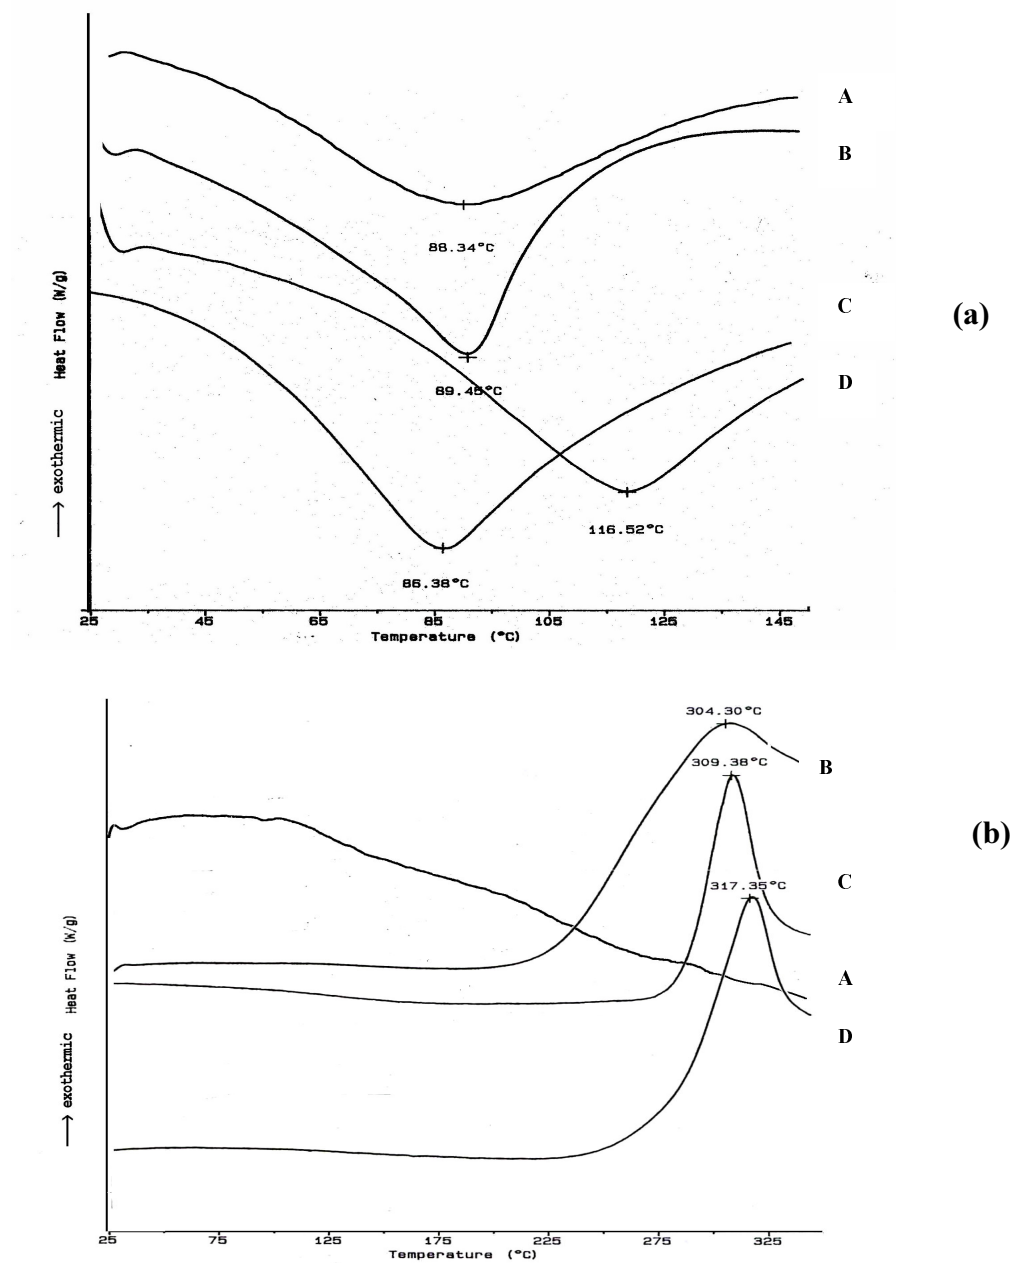 A
B
88.34°C
Heat Flow (W/g)
C
(a)
89.45°C
D
exothermic
116.52°C
86.38°C
25 45 65 85 105 125 145
Temperature (°C)
304.30°C
B
309.38°C
(b)
317.35°C
C
Heat Flow (W/g)
A
D
exothermic
25 75 125 175 225 275 325
Temperature (°C)